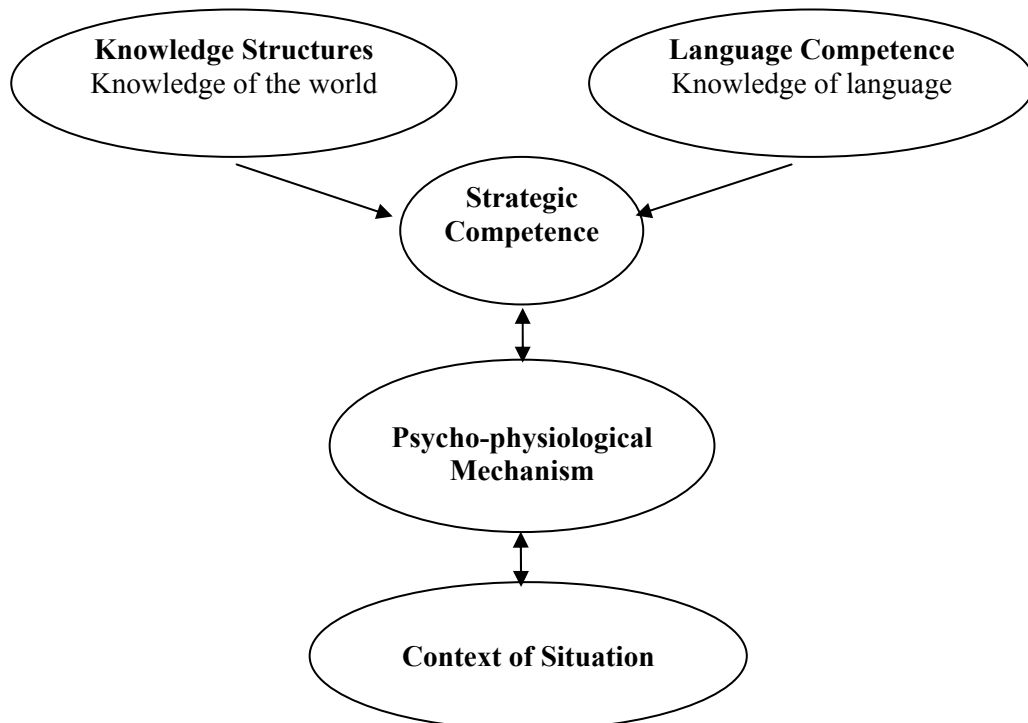 Knowledge Structures
Knowledge of the world
Language Competence
Knowledge of language
Strategic
Competence
Psycho-physiological
Mechanism
Context of Situation